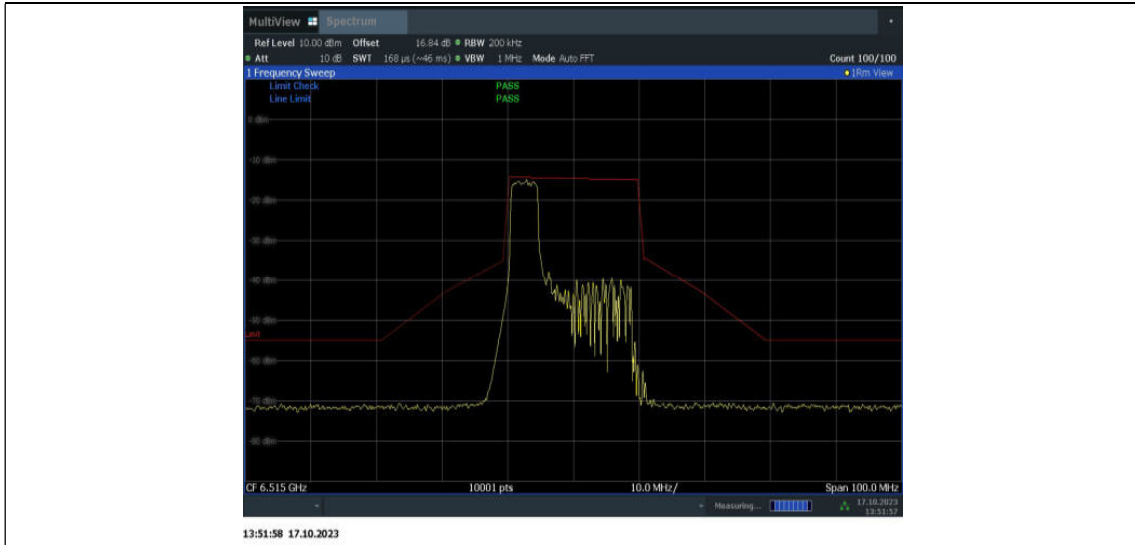 MultiView Spectrum
Ref Level 10.00 dBm Offset 16.84 dB RBW 200 kHz
Att 10 dB SWT 168 µs (~46 ms) VBW 1 MHz Mode Auto FFT Count 100/100
1 Frequency Sweep 1Rm View
Limit Check PASS
Line Limit PASS
0 dBm
-10 dBm
-20 dBm
-30 dBm
-40 dBm
-50 dBm
-60 dBm
-70 dBm
-80 dBm
CF 6.515 GHz 10001 pts 10.0 MHz/ Span 100.0 MHz
Measuring... 17.10.2023
13:51:57
13:51:58 17.10.2023